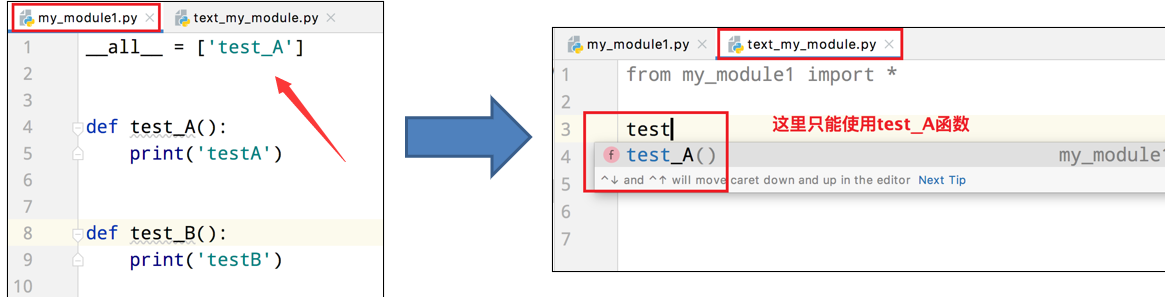 my_module1.py
text_my_module.py
1 __all__ = ['test_A']
2
3
4 def test_A():
5 print('testA')
6
7
8 def test_B():
9 print('testB')
10
my_module1.py
text_my_module.py
1 from my_module1 import *
2
3 test
这里只能使用test_A函数
4 f test_A() my_module1
5 ^↓ and ^↑ will move caret down and up in the editor Next Tip
6
7